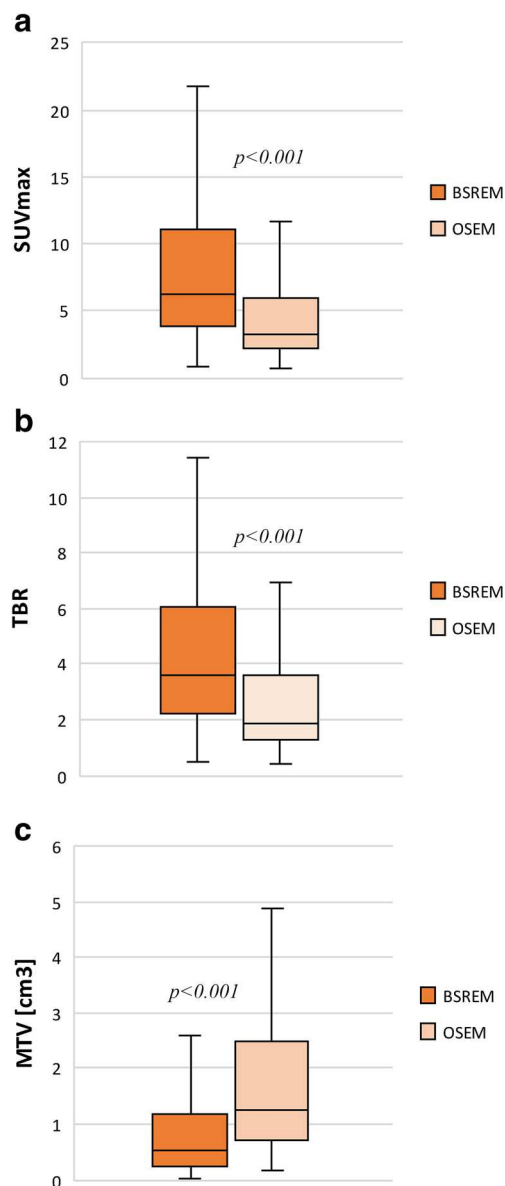 a
25
20
15
10
5
0
SUVmax
p<0.001
BSREM
OSEM
b
12
10
8
6
4
2
0
TBR
p<0.001
BSREM
OSEM
c
6
5
4
3
2
1
0
MTV [cm3]
p<0.001
BSREM
OSEM